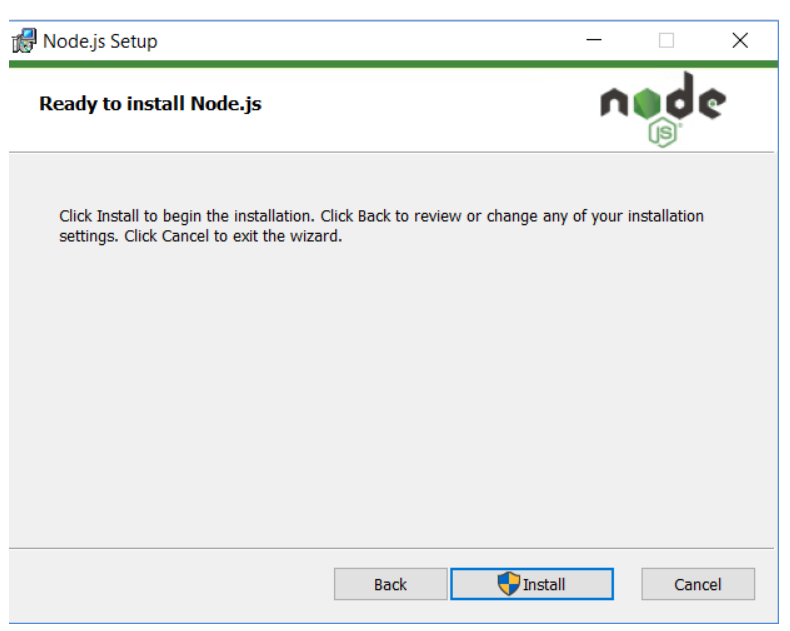 Node.js Setup
Ready to install Node.js
node
JS
Click Install to begin the installation. Click Back to review or change any of your installation
settings. Click Cancel to exit the wizard.
Back
Install
Cancel